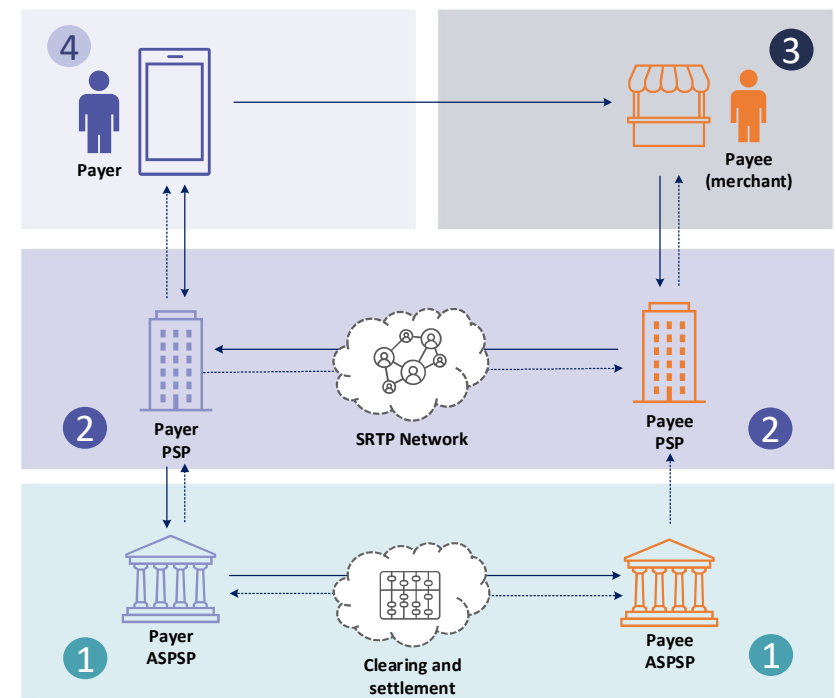 4
3
Payer
Payee
(merchant)
2
Payer
PSP
SRTP Network
Payee
PSP
2
1
Payer
ASPSP
Clearing and
settlement
Payee
ASPSP
1